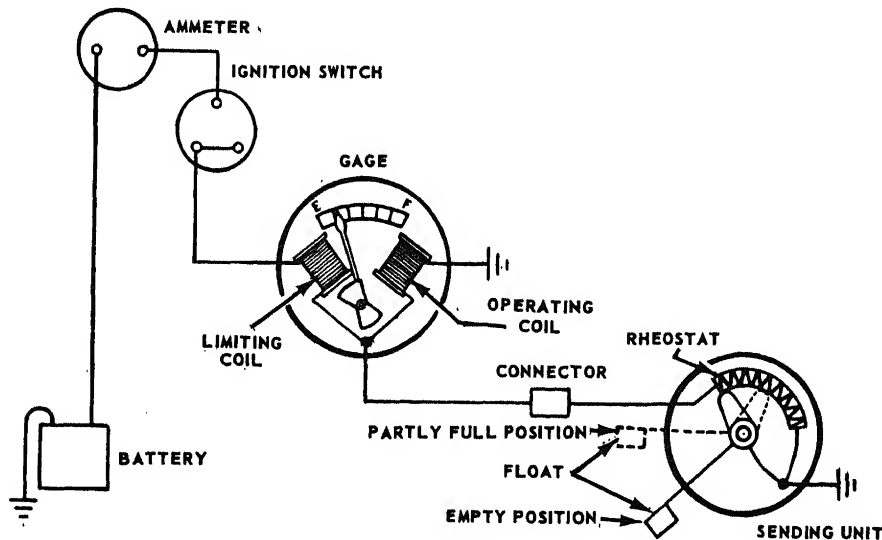 AMMETER
IGNITION SWITCH
GAGE
E F
LIMITING
COIL
OPERATING
COIL
RHEOSTAT
CONNECTOR
PARTLY FULL POSITION
BATTERY
FLOAT
EMPTY POSITION
SENDING UNIT